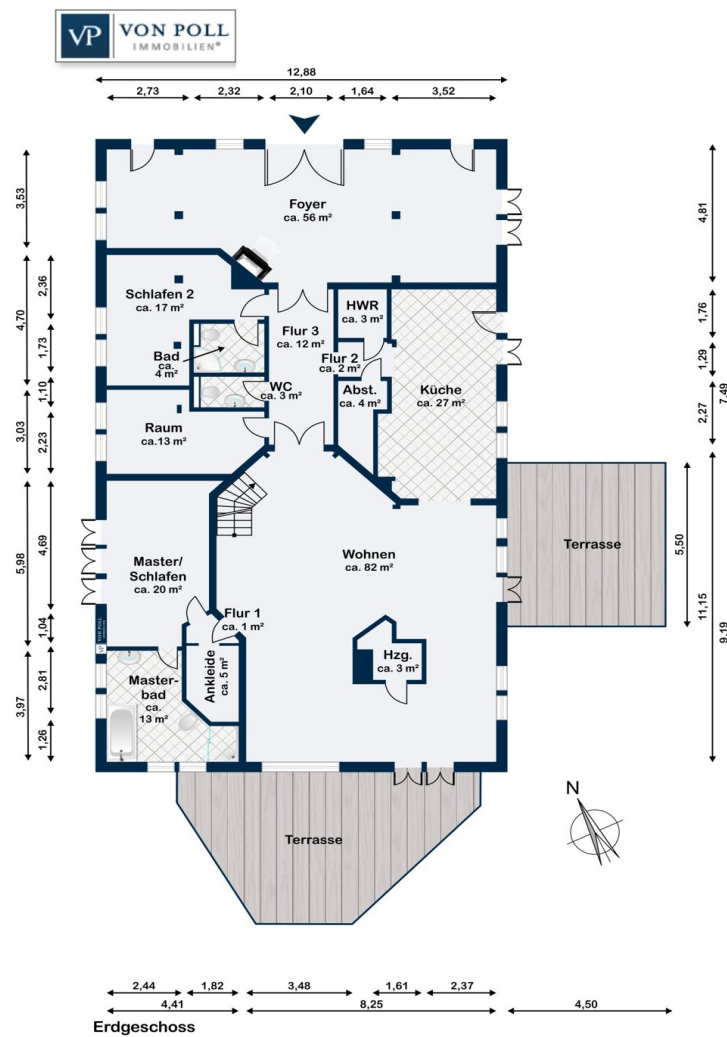 VP VON POLL
IMMOBILIEN®
12,88
2,73 2,32 2,10 1,64 3,52
3,53
4,70
2,36
1,73
1,10
3,03
2,23
5,98
4,69
1,04
3,97
2,81
1,26
Foyer
ca. 56 m²
Schlafen 2
ca. 17 m²
HWR
ca. 3 m²
Flur 3
ca. 12 m²
Flur 2
ca. 2 m²
Bad
ca.
4 m²
WC
ca. 3 m²
Abst.
ca. 4 m²
Küche
ca. 27 m²
Raum
ca. 13 m²
Wohnen
ca. 82 m²
Master/
Schlafen
ca. 20 m²
Flur 1
ca. 1 m²
Ankleide
ca. 5 m²
Hzg.
ca. 3 m²
Master-
bad
ca.
13 m²
VP VON POLL
Terrasse
Terrasse
4,81
1,76
1,29
7,49
2,27
5,50
11,15
9,19
N
2,44 1,82 3,48 1,61 2,37
4,41 8,25 4,50
Erdgeschoss